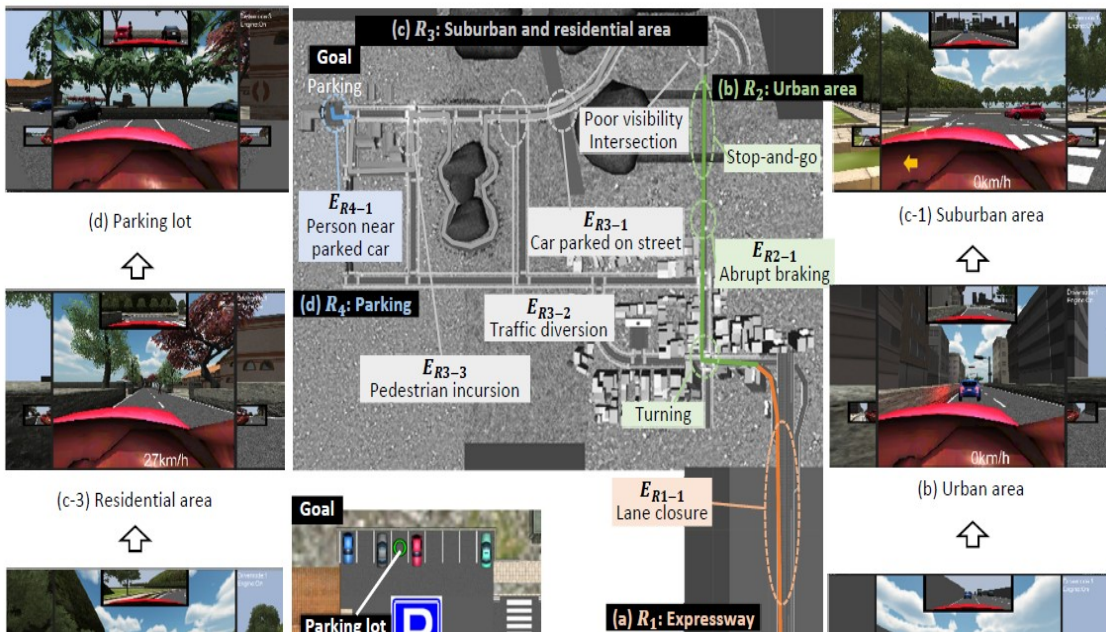 (c) R3: Suburban and residential area
Goal
Parking
(b) R2: Urban area
Poor visibility
Intersection
Stop-and-go
ER4−1
Person near
parked car
ER3−1
Car parked on street
ER2−1
Abrupt braking
(d) R4: Parking
ER3−2
Traffic diversion
ER3−3
Pedestrian incursion
Turning
ER1−1
Lane closure
(a) R1: Expressway
Goal
Parking lot
P
(d) Parking lot
27km/h
(c-3) Residential area
0km/h
(c-1) Suburban area
0km/h
(b) Urban area